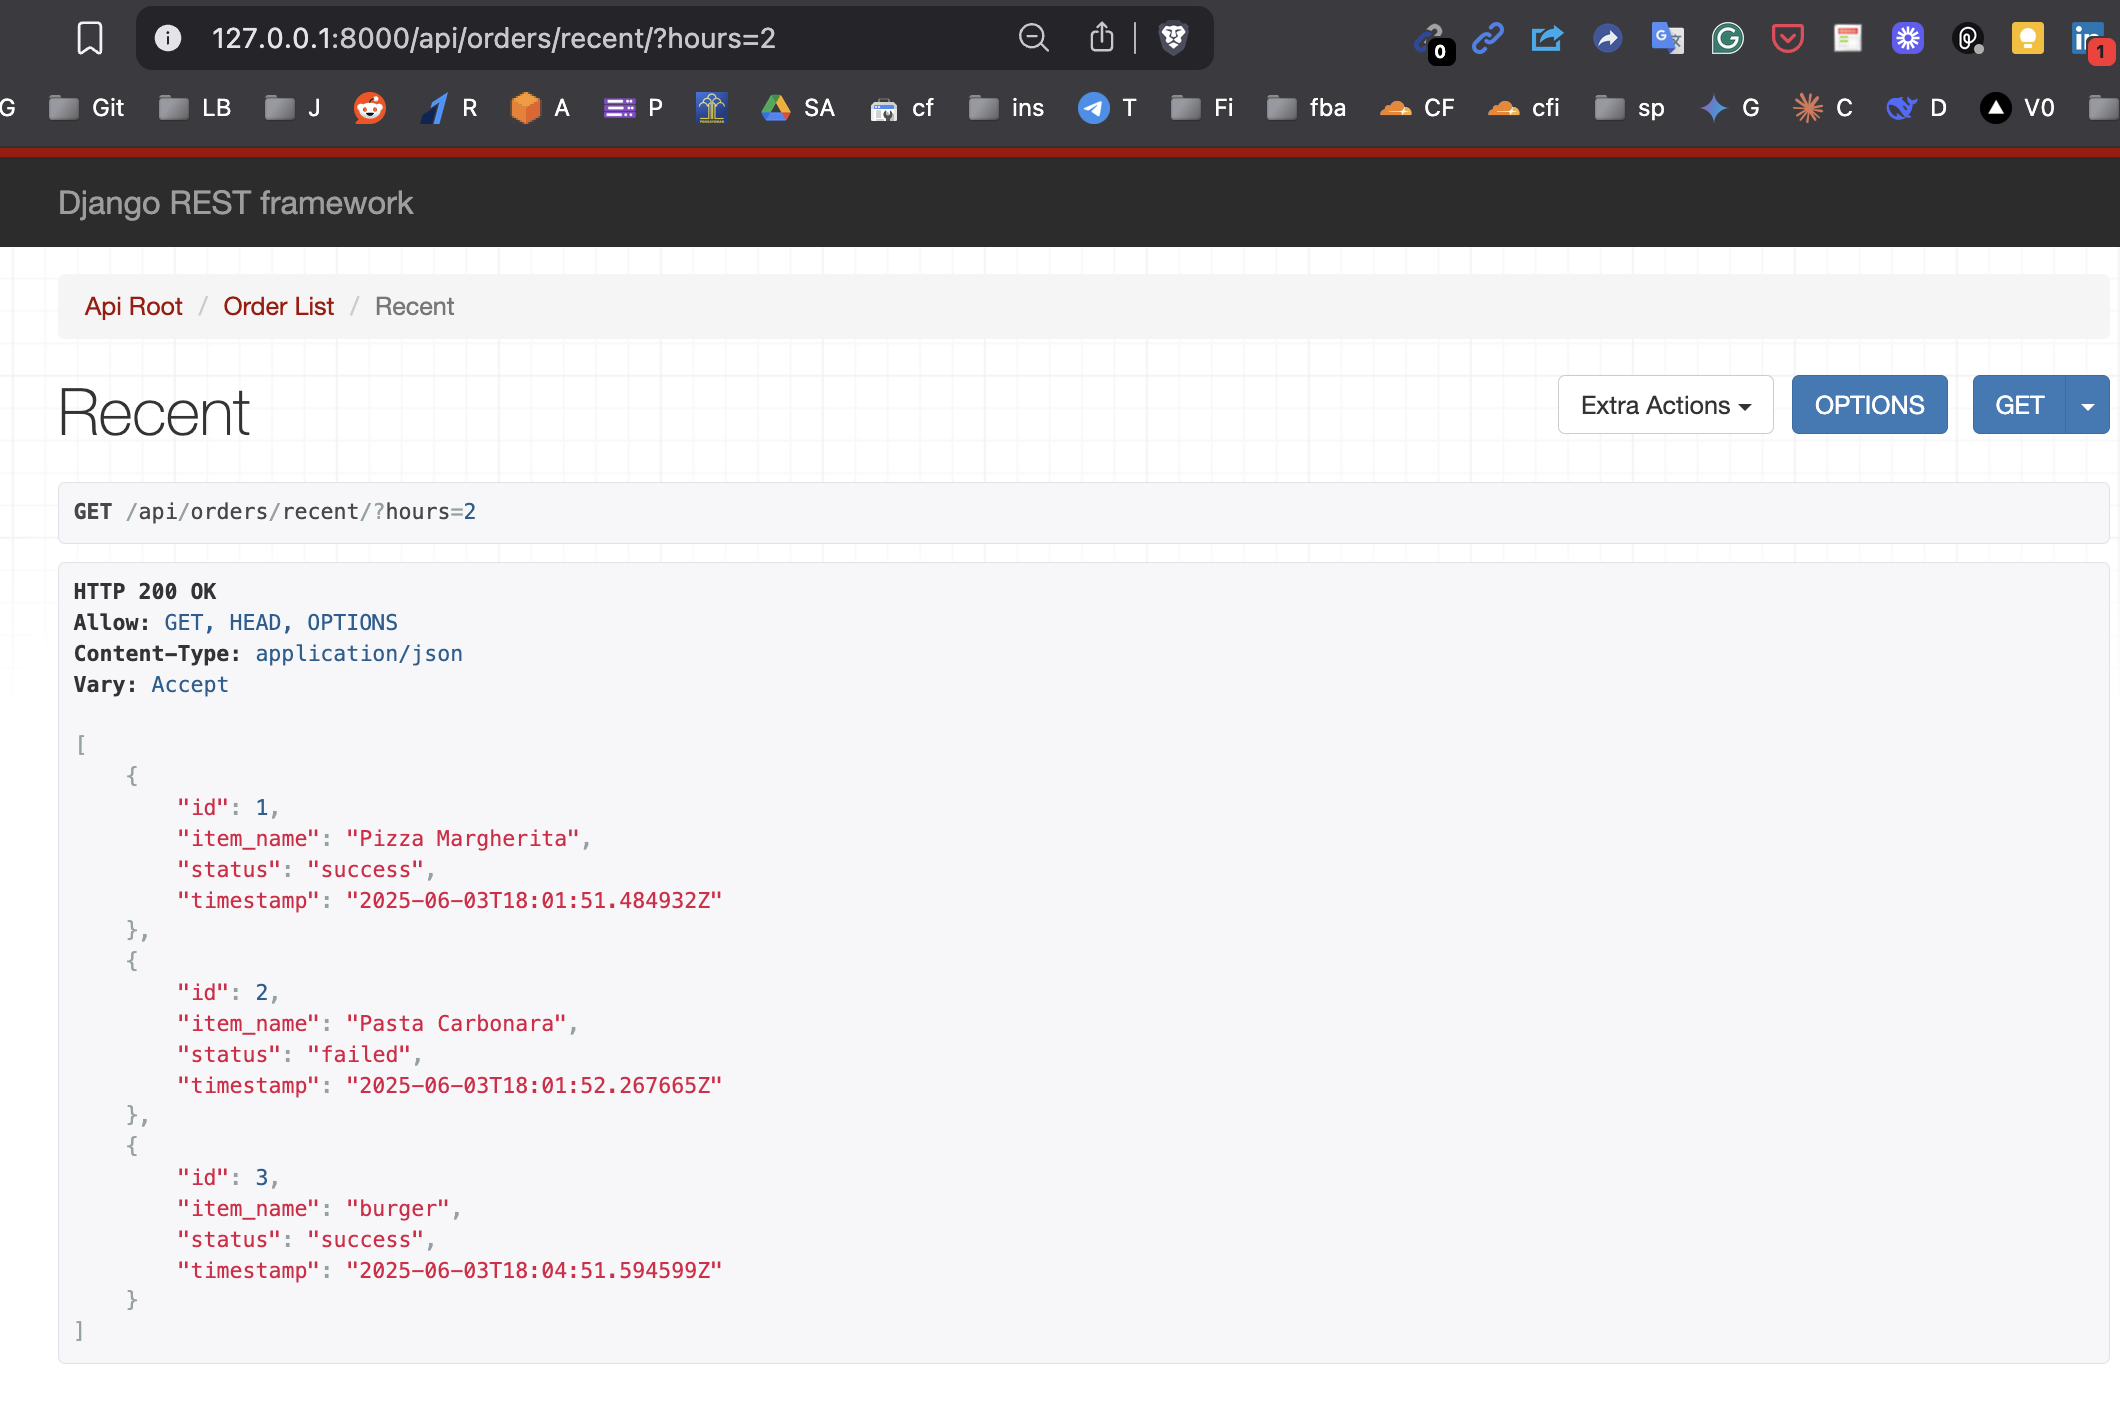 127.0.0.1:8000/api/orders/recent/?hours=2
0
1
G Git LB J R A P SA cf ins T Fi fba CF cfi sp G C D V0
Django REST framework
Api Root / Order List / Recent
Recent
Extra Actions OPTIONS GET
GET /api/orders/recent/?hours=2
HTTP 200 OK
Allow: GET, HEAD, OPTIONS
Content-Type: application/json
Vary: Accept
[
    {
        "id": 1,
        "item_name": "Pizza Margherita",
        "status": "success",
        "timestamp": "2025-06-03T18:01:51.484932Z"
    },
    {
        "id": 2,
        "item_name": "Pasta Carbonara",
        "status": "failed",
        "timestamp": "2025-06-03T18:01:52.267665Z"
    },
    {
        "id": 3,
        "item_name": "burger",
        "status": "success",
        "timestamp": "2025-06-03T18:04:51.594599Z"
    }
]